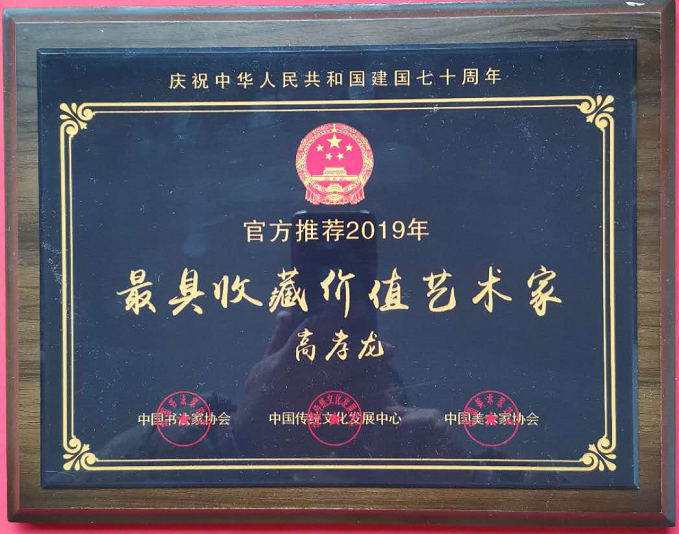 庆祝中华人民共和国建国七十周年
官方推荐2019年
最具收藏价值艺术家
高孝龙
中国书法家协会 中国传统文化发展中心 中国美术家协会